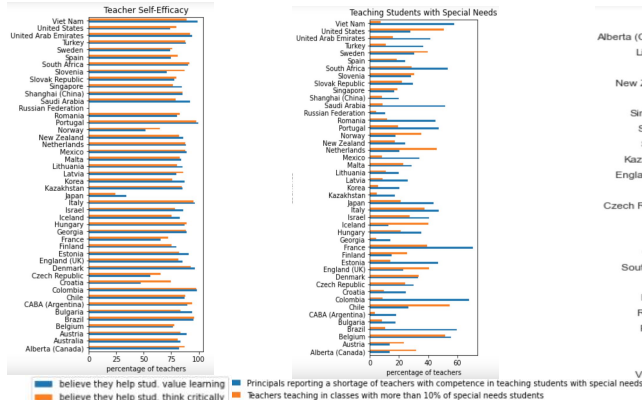 Teacher Self-Efficacy
Viet Nam
United States
United Arab Emirates
Turkey
Sweden
Spain
South Africa
Slovenia
Slovak Republic
Singapore
Shanghai (China)
Saudi Arabia
Russian Federation
Romania
Portugal
Norway
New Zealand
Netherlands
Mexico
Malta
Lithuania
Latvia
Korea
Kazakhstan
Japan
Italy
Israel
Iceland
Hungary
Georgia
France
Finland
Estonia
England (UK)
Denmark
Czech Republic
Croatia
Colombia
Chile
CABA (Argentina)
Bulgaria
Brazil
Belgium
Austria
Australia
Alberta (Canada)
0 20 40 60 80 100
percentage of teachers
believe they help stud. value learning
believe they help stud. think critically
Teaching Students with Special Needs
Viet Nam
United States
United Arab Emirates
Turkey
Sweden
Spain
South Africa
Slovenia
Slovak Republic
Singapore
Shanghai (China)
Saudi Arabia
Russian Federation
Romania
Portugal
Norway
New Zealand
Netherlands
Mexico
Malta
Lithuania
Latvia
Korea
Kazakhstan
Japan
Italy
Israel
Iceland
Hungary
Georgia
France
Finland
Estonia
England (UK)
Denmark
Czech Republic
Croatia
Colombia
Chile
CABA (Argentina)
Bulgaria
Brazil
Belgium
Austria
Alberta (Canada)
0 20 40 60
percentage of teachers
Principals reporting a shortage of teachers with competence in teaching students with special needs
Teachers teaching in classes with more than 10% of special needs students
Alberta (C
New Z
Sin
S
Kaz
Engla
Czech F
Sout
R
V